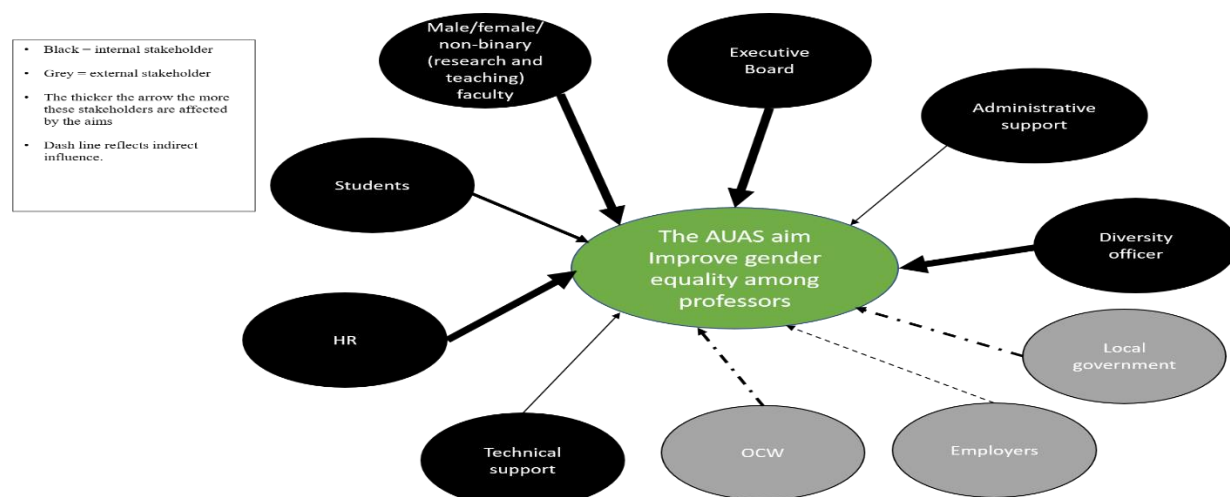 • Black = internal stakeholder
• Grey = external stakeholder
• The thicker the arrow the more
these stakeholders are affected
by the aims
• Dash line reflects indirect
influence.
Male/female/
non-binary
(research and
teaching)
faculty
Executive
Board
Administrative
support
Students
The AUAS aim
Improve gender
equality among
professors
Diversity
officer
HR
Local
government
Technical
support
OCW
Employers